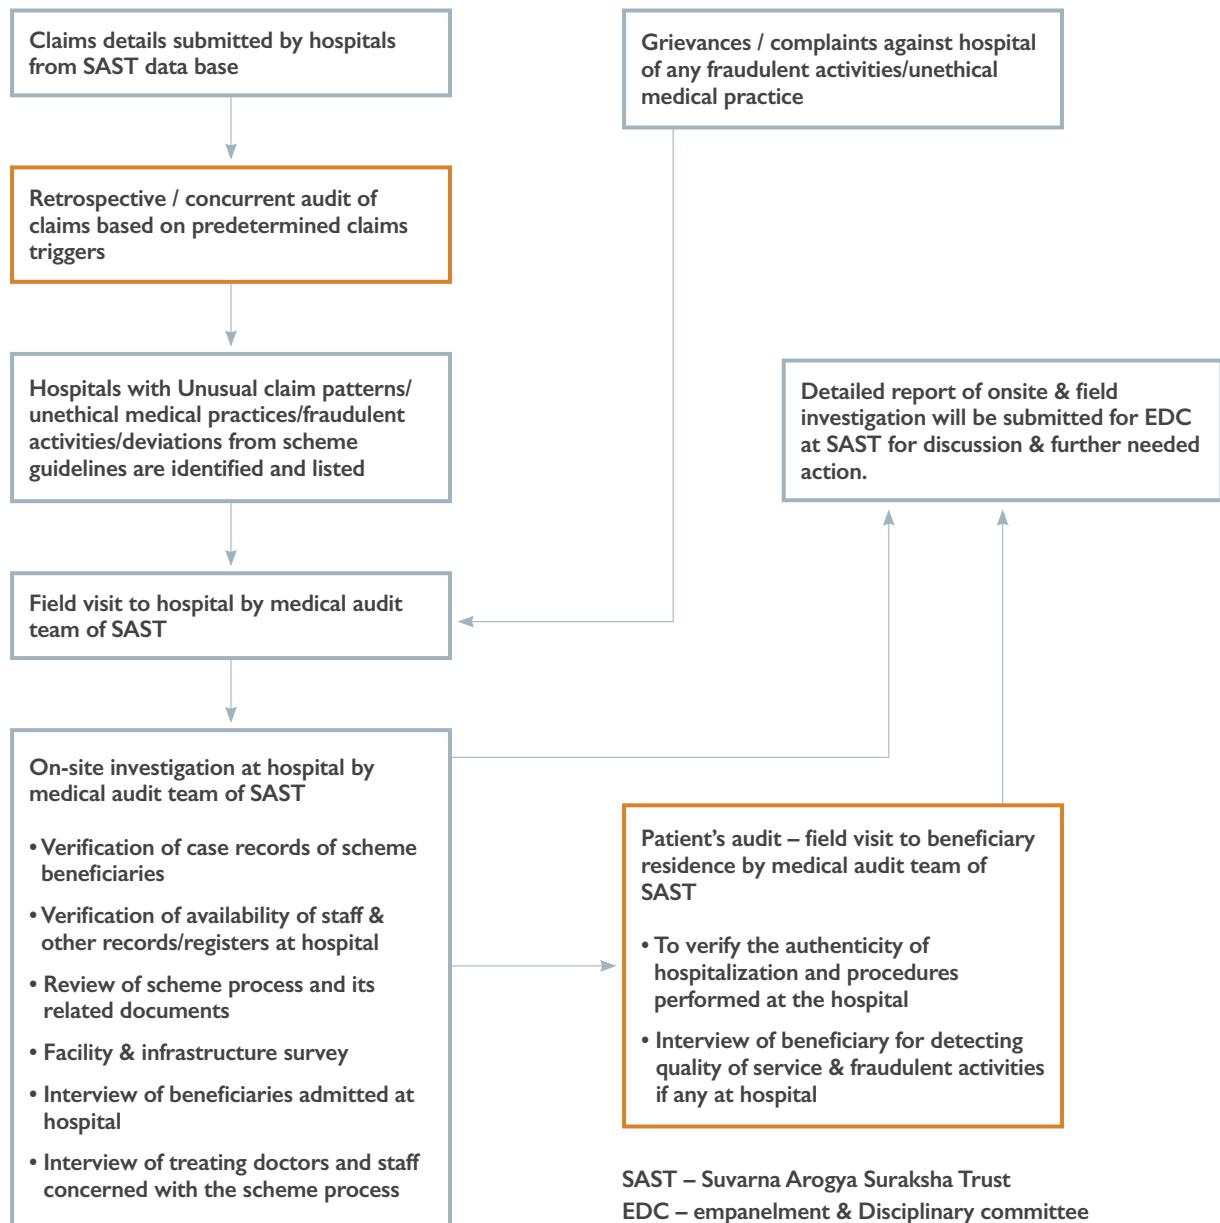 Claims details submitted by hospitals
from SAST data base
Grievances / complaints against hospital
of any fraudulent activities/unethical
medical practice
Retrospective / concurrent audit of
claims based on predetermined claims
triggers
Hospitals with Unusual claim patterns/
unethical medical practices/fraudulent
activities/deviations from scheme
guidelines are identified and listed
Detailed report of onsite & field
investigation will be submitted for EDC
at SAST for discussion & further needed
action.
Field visit to hospital by medical audit
team of SAST
On-site investigation at hospital by
medical audit team of SAST
• Verification of case records of scheme
beneficiaries
• Verification of availability of staff &
other records/registers at hospital
• Review of scheme process and its
related documents
• Facility & infrastructure survey
• Interview of beneficiaries admitted at
hospital
• Interview of treating doctors and staff
concerned with the scheme process
Patient’s audit – field visit to beneficiary
residence by medical audit team of
SAST
• To verify the authenticity of
hospitalization and procedures
performed at the hospital
• Interview of beneficiary for detecting
quality of service & fraudulent activities
if any at hospital
SAST – Suvarna Arogya Suraksha Trust
EDC – empanelment & Disciplinary committee